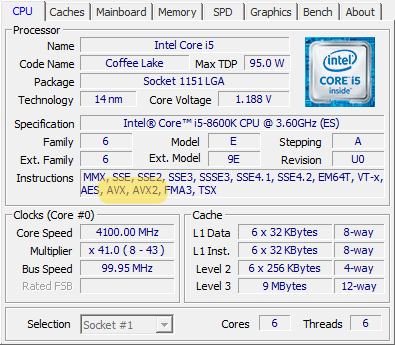 CPU Caches Mainboard Memory SPD Graphics Bench About
Processor
Name Intel Core i5
Code Name Coffee Lake Max TDP 95.0 W
Package Socket 1151 LGA
Technology 14 nm Core Voltage 1.188 V
intel
CORE i5
inside™
Specification Intel® Core™ i5-8600K CPU @ 3.60GHz (ES)
Family 6 Model E Stepping A
Ext. Family 6 Ext. Model 9E Revision U0
Instructions MMX, SSE, SSE2, SSE3, SSSE3, SSE4.1, SSE4.2, EM64T, VT-x,
AES, AVX, AVX2, FMA3, TSX
Clocks (Core #0)
Core Speed 4100.00 MHz
Multiplier x 41.0 ( 8 - 43 )
Bus Speed 99.95 MHz
Rated FSB
Cache
L1 Data 6 x 32 KBytes 8-way
L1 Inst. 6 x 32 KBytes 8-way
Level 2 6 x 256 KBytes 4-way
Level 3 9 MBytes 12-way
Selection Socket #1 Cores 6 Threads 6